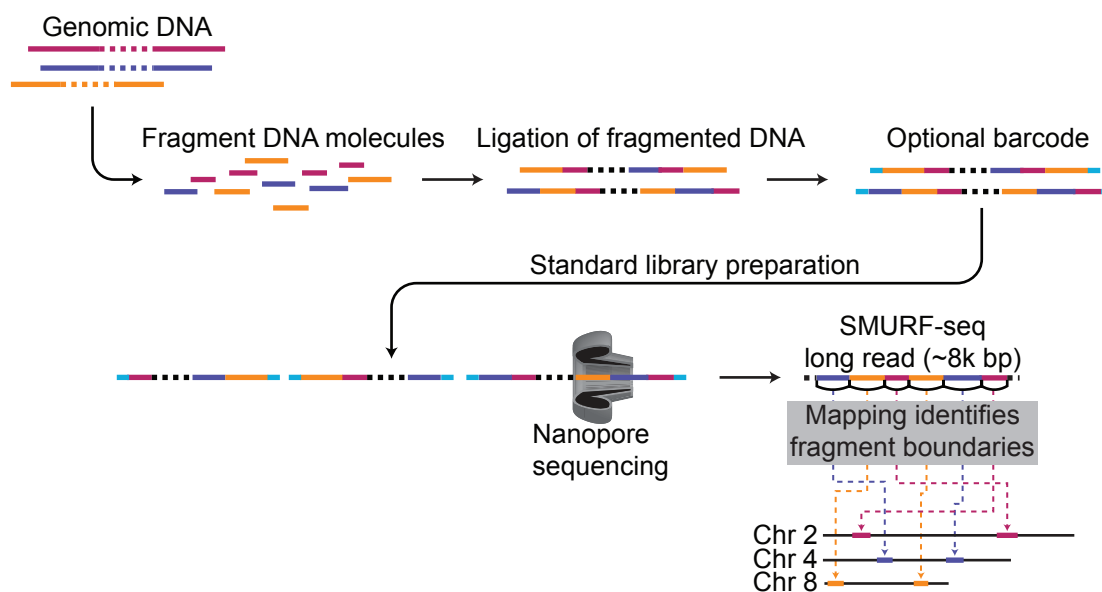 Genomic DNA
Fragment DNA molecules
Ligation of fragmented DNA
Optional barcode
Standard library preparation
Nanopore
sequencing
SMURF-seq
long read (~8k bp)
Mapping identifies
fragment boundaries
Chr 2
Chr 4
Chr 8